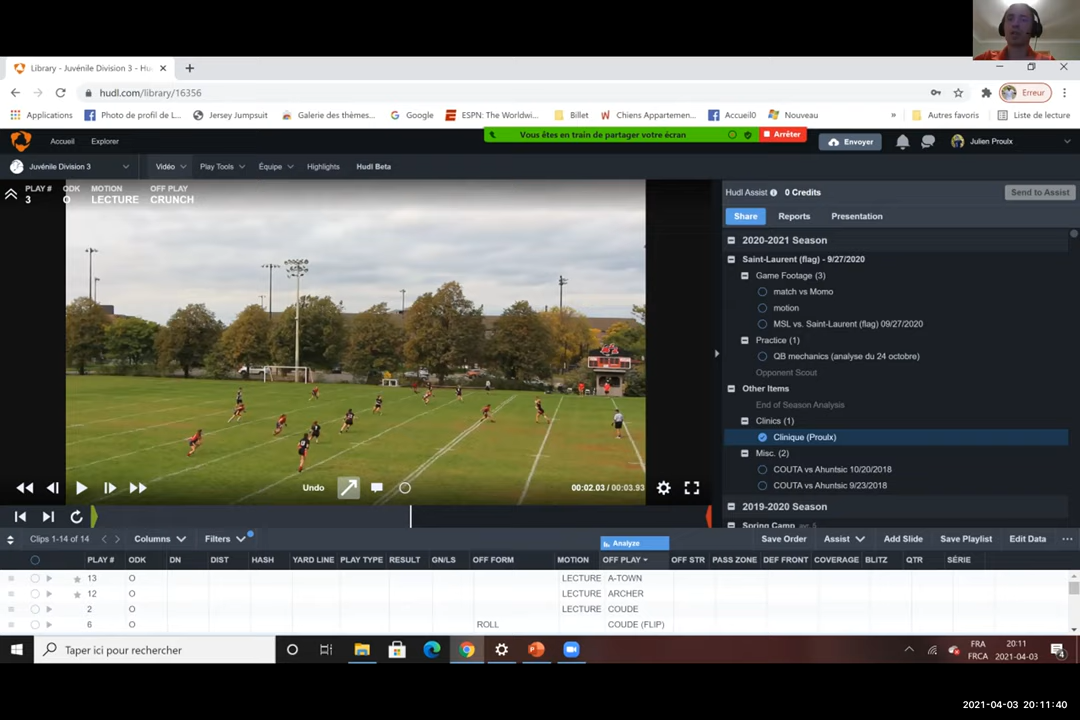 Library - Juvénile Division 3 - Hu
hudl.com/library/16356
Erreur
Applications
Photo de profil de L...
Jersey Jumpsuit
Galerie des thèmes...
Google
ESPN: The Worldwi...
Billet
Chiens Appartemen...
Accueil0
Nouveau
»
Autres favoris
Liste de lecture
Vous êtes en train de partager votre écran
Arrêter
Accueil
Explorer
Envoyer
Julien Proulx
Juvénile Division 3
Vidéo
Play Tools
Équipe
Highlights
Hudl Beta
PLAY # ODK MOTION OFF PLAY
3 O LECTURE CRUNCH
Undo
00:02.03 / 00:03.93
Hudl Assist 0 Credits
Send to Assist
Share Reports Presentation
2020-2021 Season
Saint-Laurent (flag) - 9/27/2020
Game Footage (3)
match vs Momo
motion
MSL vs. Saint-Laurent (flag) 09/27/2020
Practice (1)
QB mechanics (analyse du 24 octobre)
Opponent Scout
Other Items
End of Season Analysis
Clinics (1)
Clinique (Proulx)
Misc. (2)
COUTA vs Ahuntsic 10/20/2018
COUTA vs Ahuntsic 9/23/2018
2019-2020 Season
Spring Camp
Clips 1-14 of 14
Columns
Filters
Analyze
Save Order
Assist
Add Slide
Save Playlist
Edit Data
PLAY # ODK DN DIST HASH YARD LINE PLAY TYPE RESULT GN/LS OFF FORM MOTION OFF PLAY OFF STR PASS ZONE DEF FRONT COVERAGE BLITZ QTR SÉRIE
13 O LECTURE A-TOWN
12 O LECTURE ARCHER
2 O LECTURE COUDE
6 O ROLL COUDE (FLIP)
Taper ici pour rechercher
FRA
FRCA
20:11
2021-04-03
4
2021-04-03 20:11:40